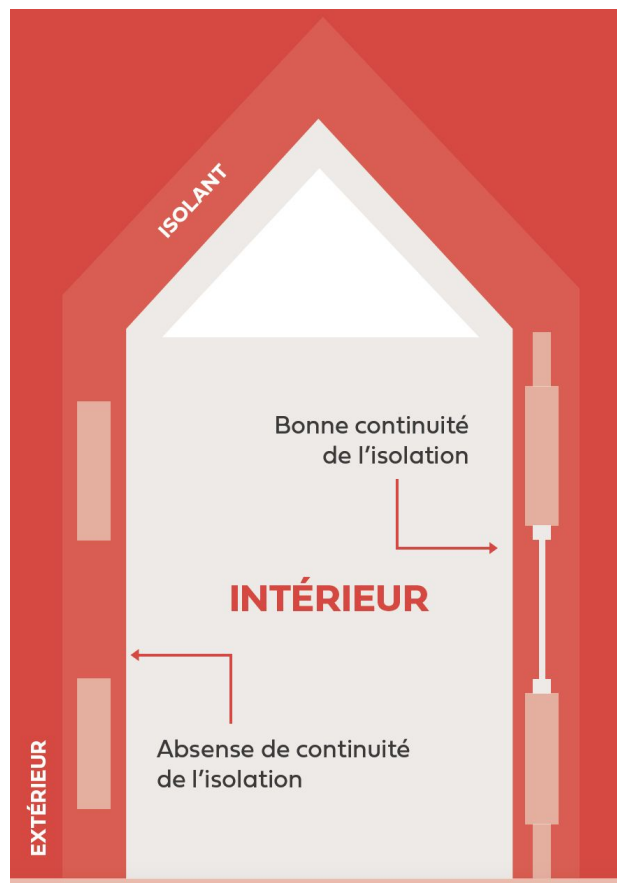 ISOLANT
Bonne continuité
de l’isolation
INTÉRIEUR
Absense de continuité
de l’isolation
EXTÉRIEUR